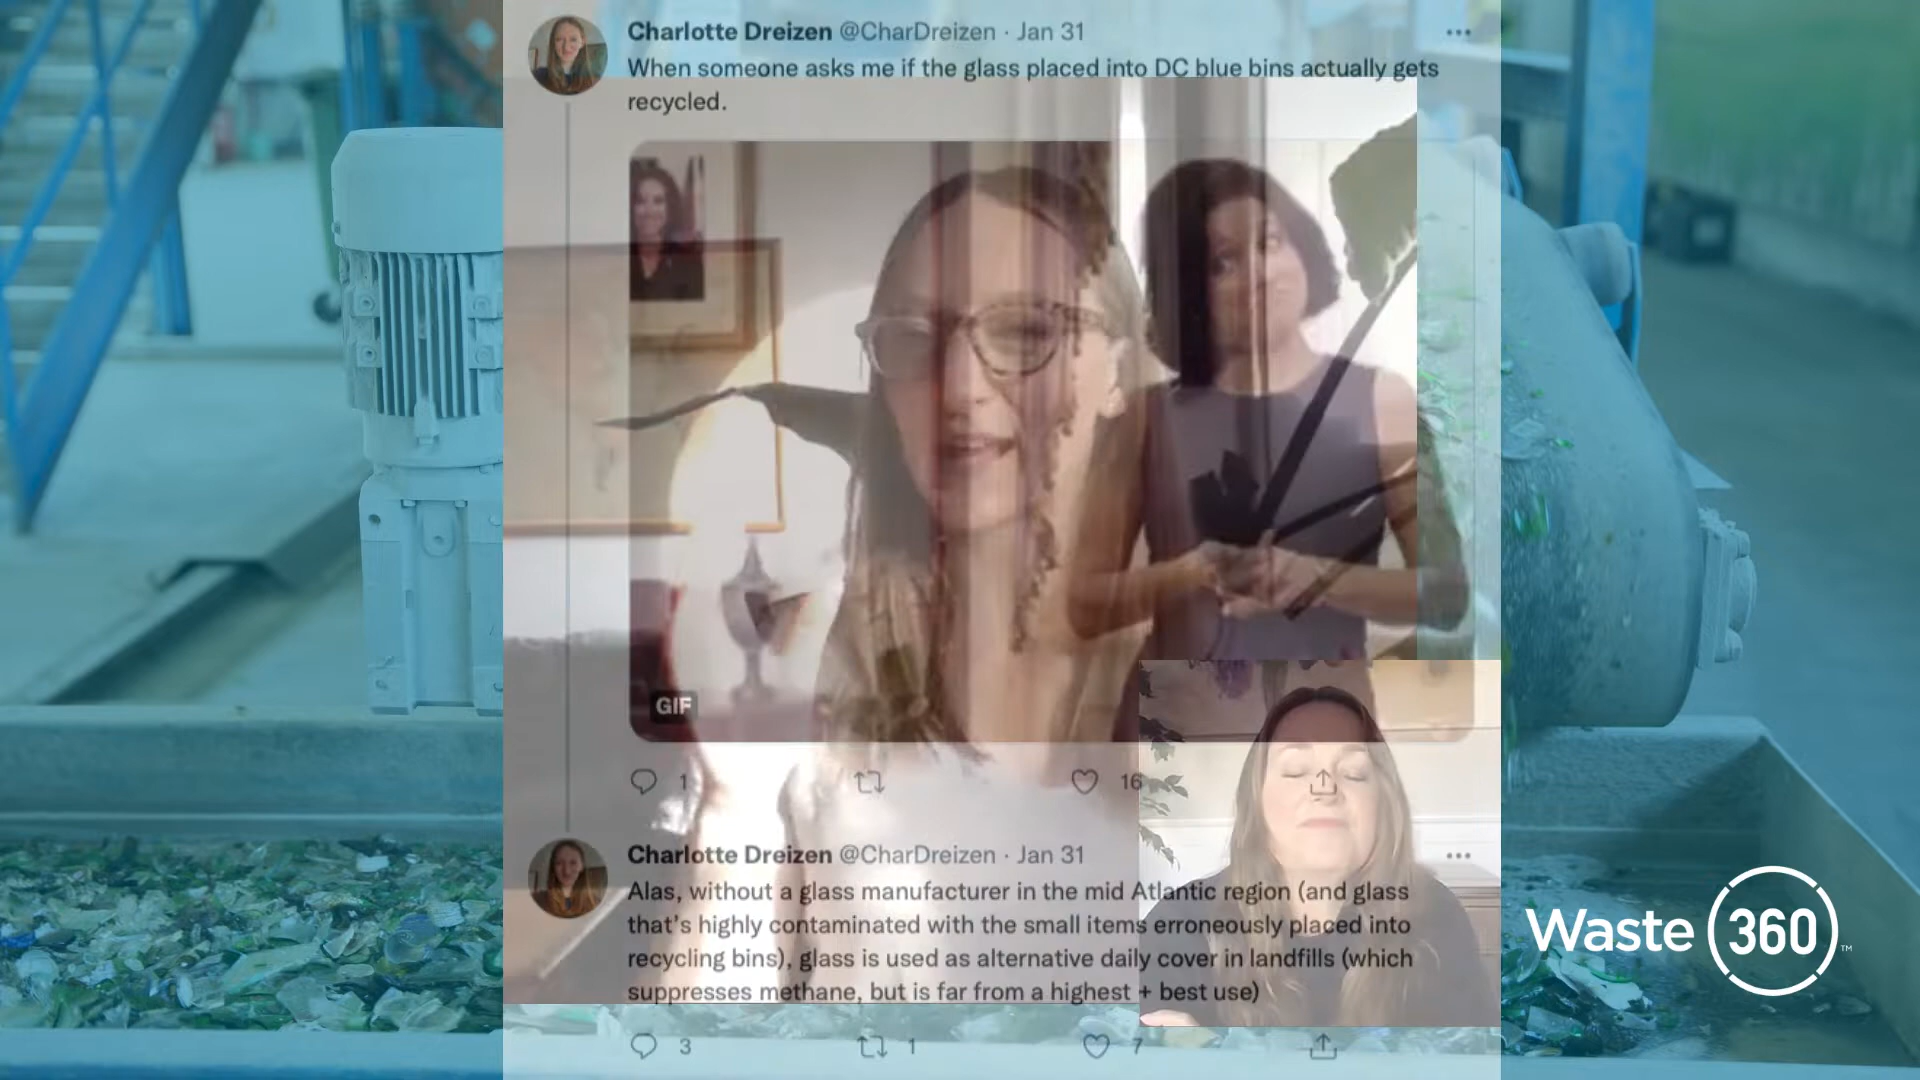 Charlotte Dreizen @CharDreizen · Jan 31
When someone asks me if the glass placed into DC blue bins actually gets
recycled.
GIF
1
16
Charlotte Dreizen @CharDreizen · Jan 31
Alas, without a glass manufacturer in the mid Atlantic region (and glass
that's highly contaminated with the small items erroneously placed into
recycling bins), glass is used as alternative daily cover in landfills (which
suppresses methane, but is far from a highest + best use)
3
1
7
Waste 360™